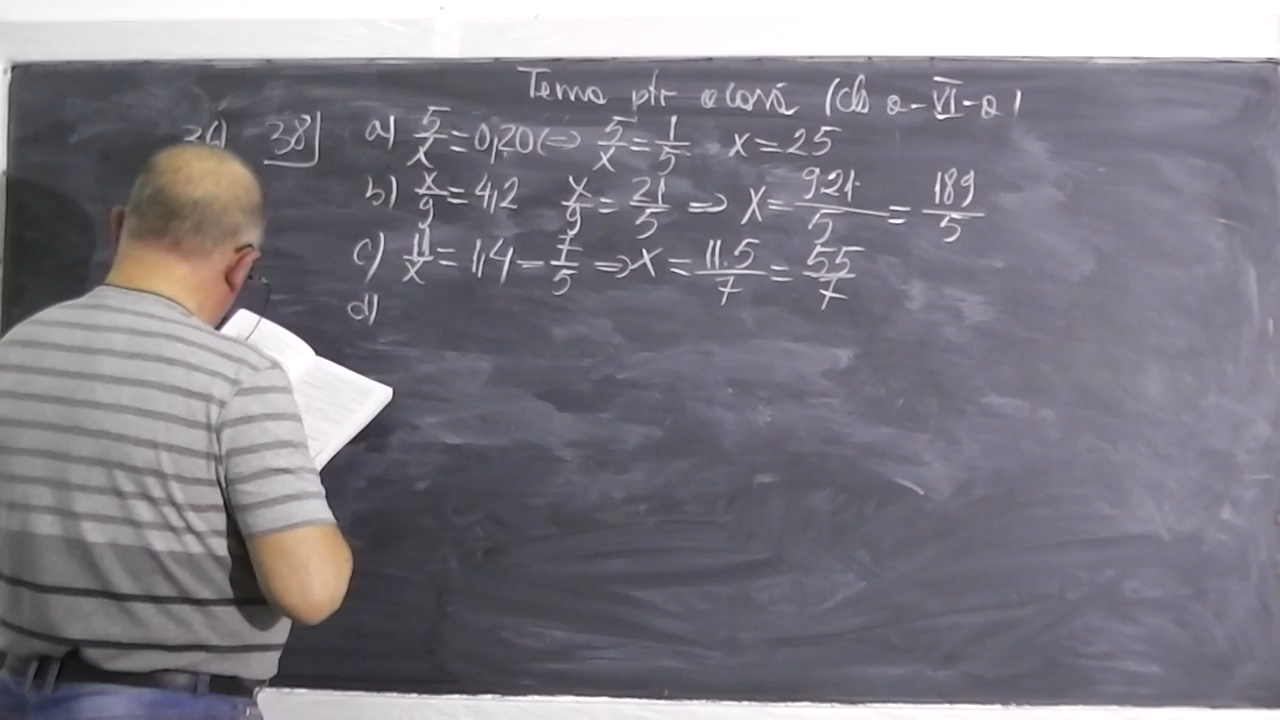 Tema ptr acasă (cls a-VI-a)
38] a) 5/x = 0,20 <=> 5/x = 1/5 x = 25
b) x/9 = 4,2 x/9 = 21/5 => x = 9.21/5 = 189/5
c) 11/x = 1,4 = 7/5 => x = 11.5/7 = 55/7
d)